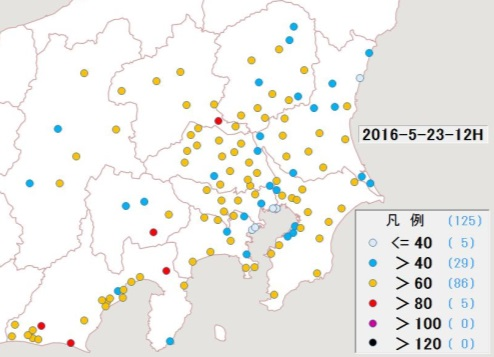 2016-5-23-12H
凡 例 (125)
<= 40 ( 5)
> 40 (29)
> 60 (86)
> 80 ( 5)
> 100 ( 0)
> 120 ( 0)